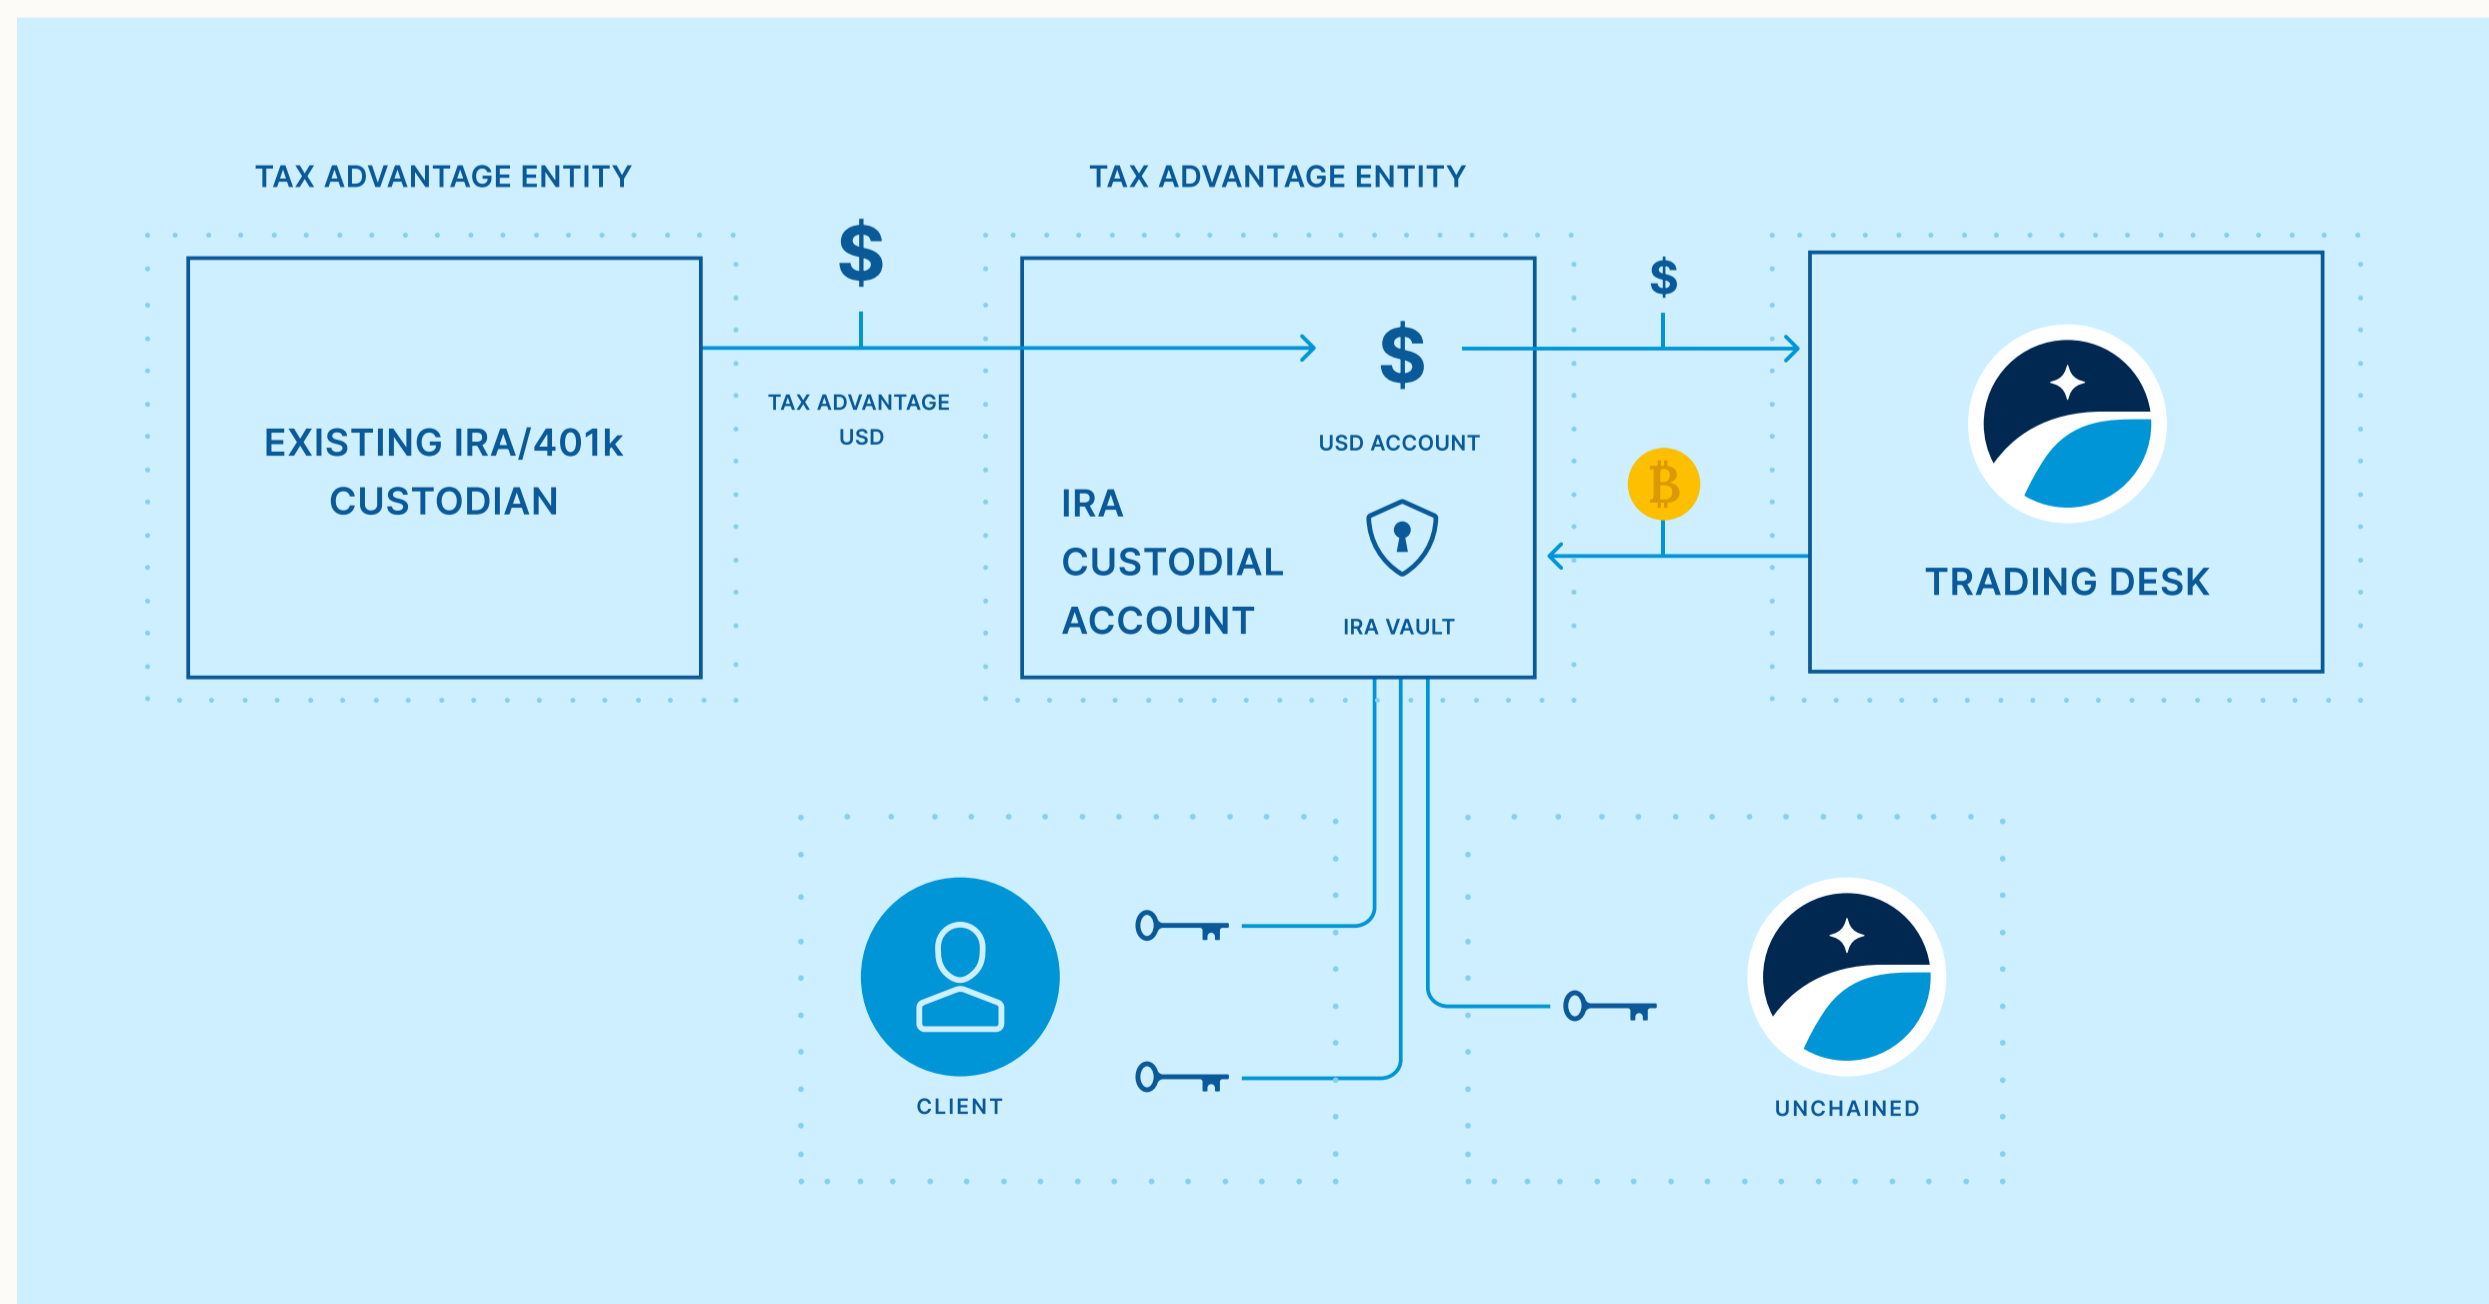 TAX ADVANTAGE ENTITY
TAX ADVANTAGE ENTITY
$
$
$
EXISTING IRA/401k
CUSTODIAN
TAX ADVANTAGE
USD
USD ACCOUNT
IRA
CUSTODIAL
ACCOUNT
IRA VAULT
₿
TRADING DESK
CLIENT
UNCHAINED